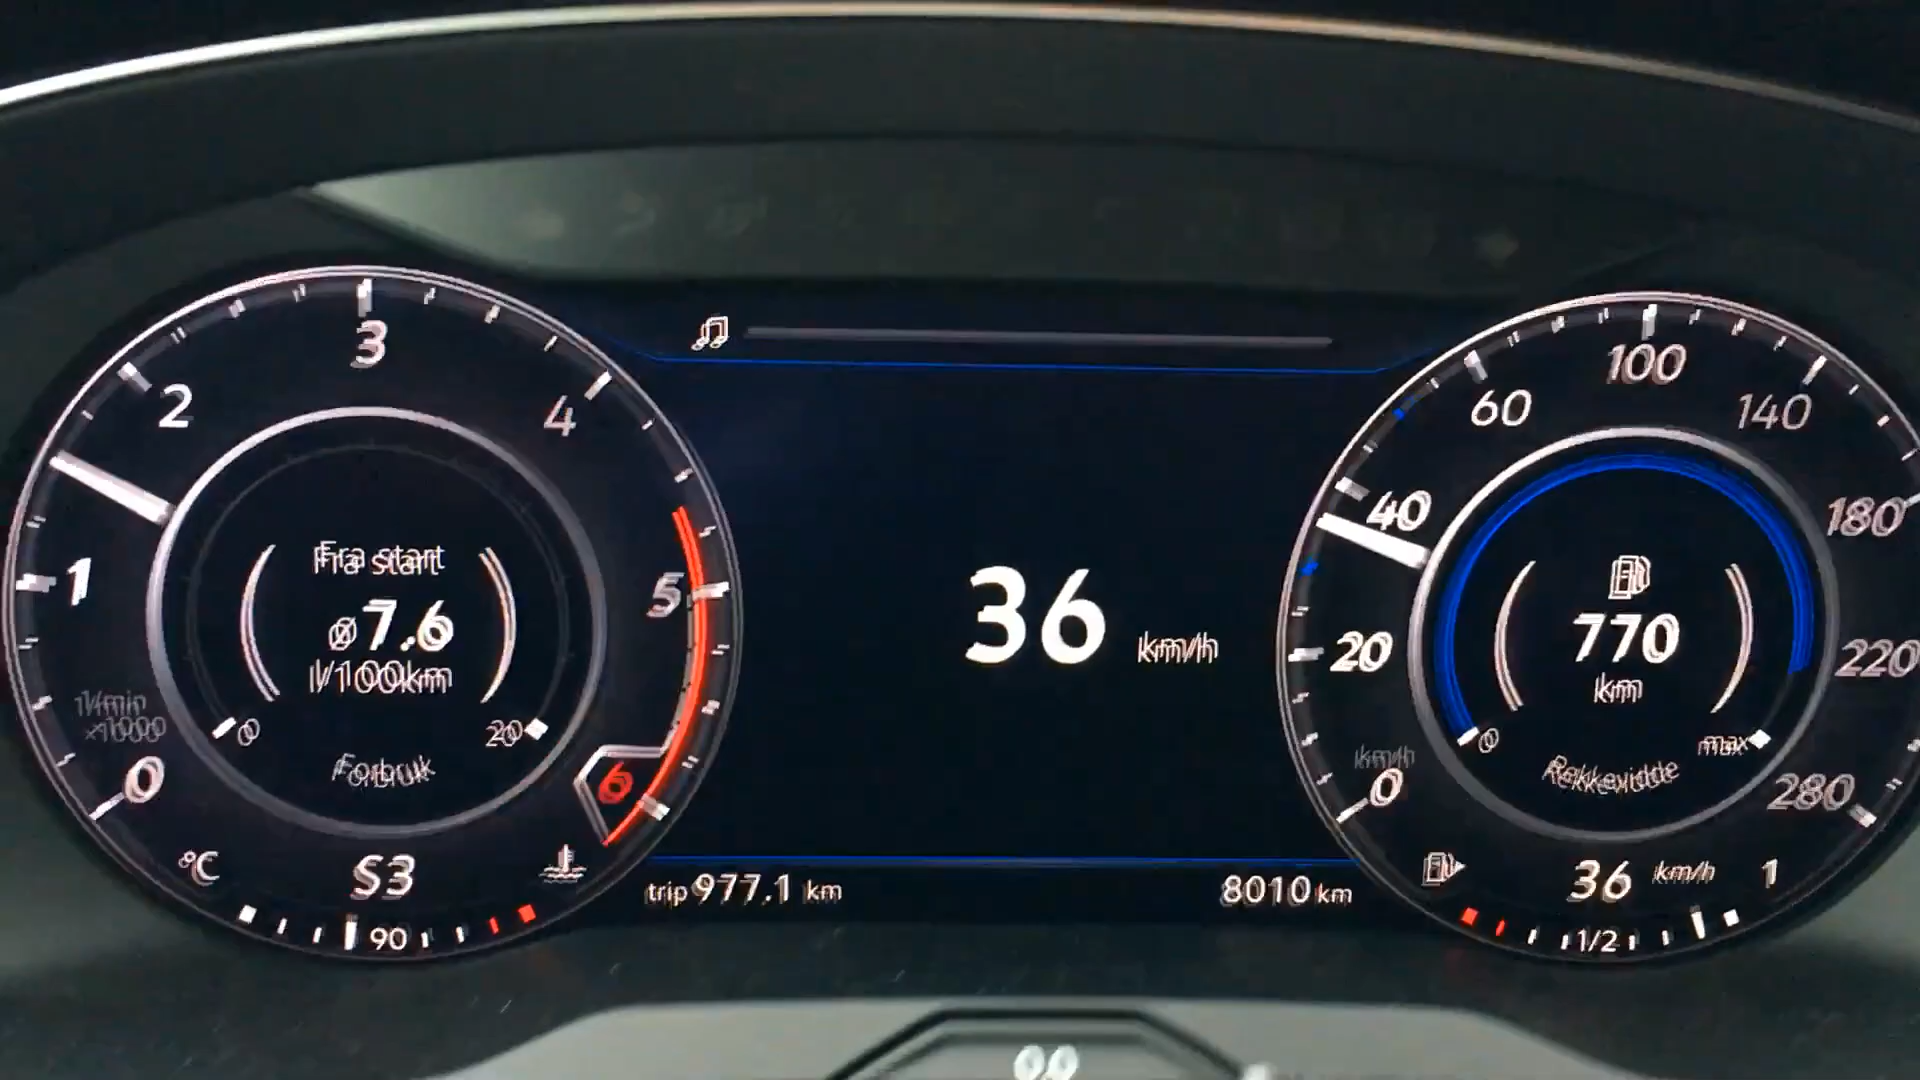 3
2
4
1
5
0
6
1/min
×1000
Fra start
ø7.6
l/100km
0
20
Forbruk
°C
S3
90
36 km/h
trip 977.1 km
8010 km
100
60
140
40
180
20
220
0
280
km/h
770
km
0
max
Rekkevidde
36 km/h 1
1/2